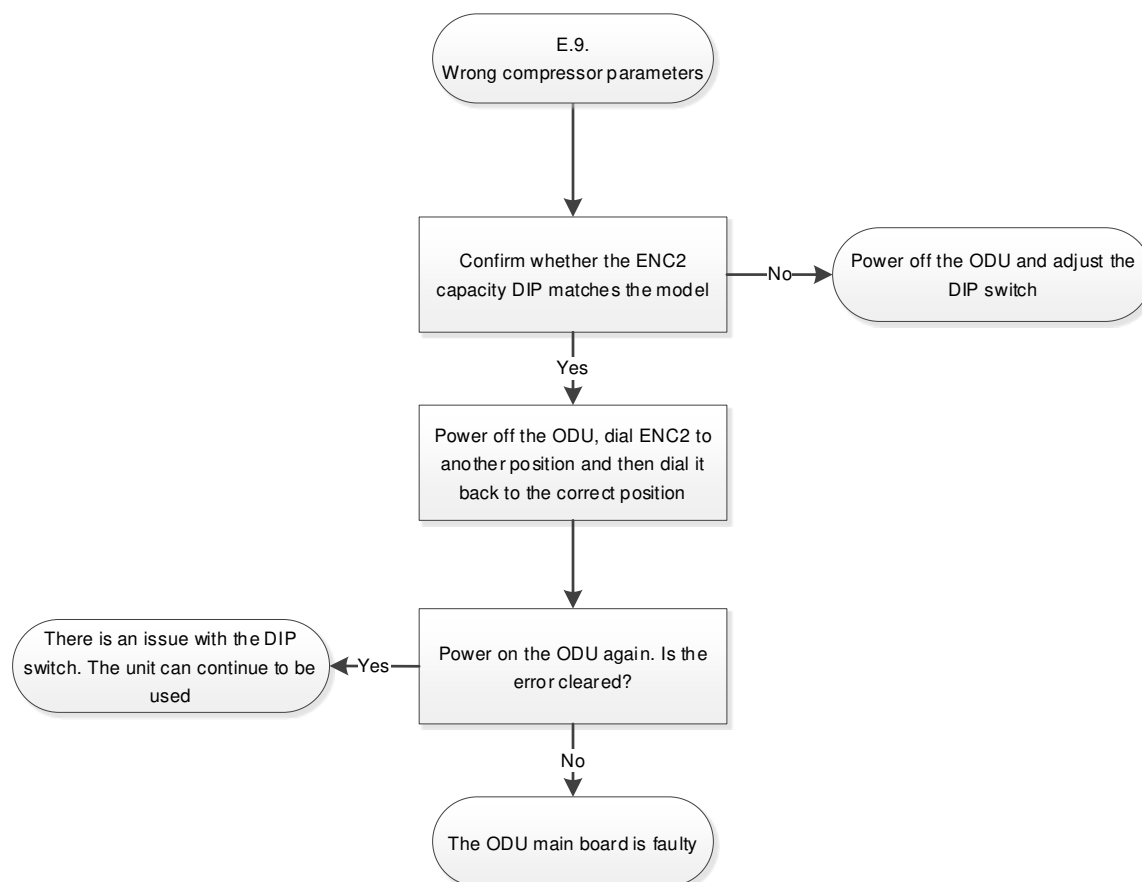 E.9.
Wrong compressor parameters
Confirm whether the ENC2
capacity DIP matches the model
No
Power off the ODU and adjust the
DIP switch
Yes
Power off the ODU, dial ENC2 to
another position and then dial it
back to the correct position
There is an issue with the DIP
switch. The unit can continue to be
used
Yes
Power on the ODU again. Is the
error cleared?
No
The ODU main board is faulty